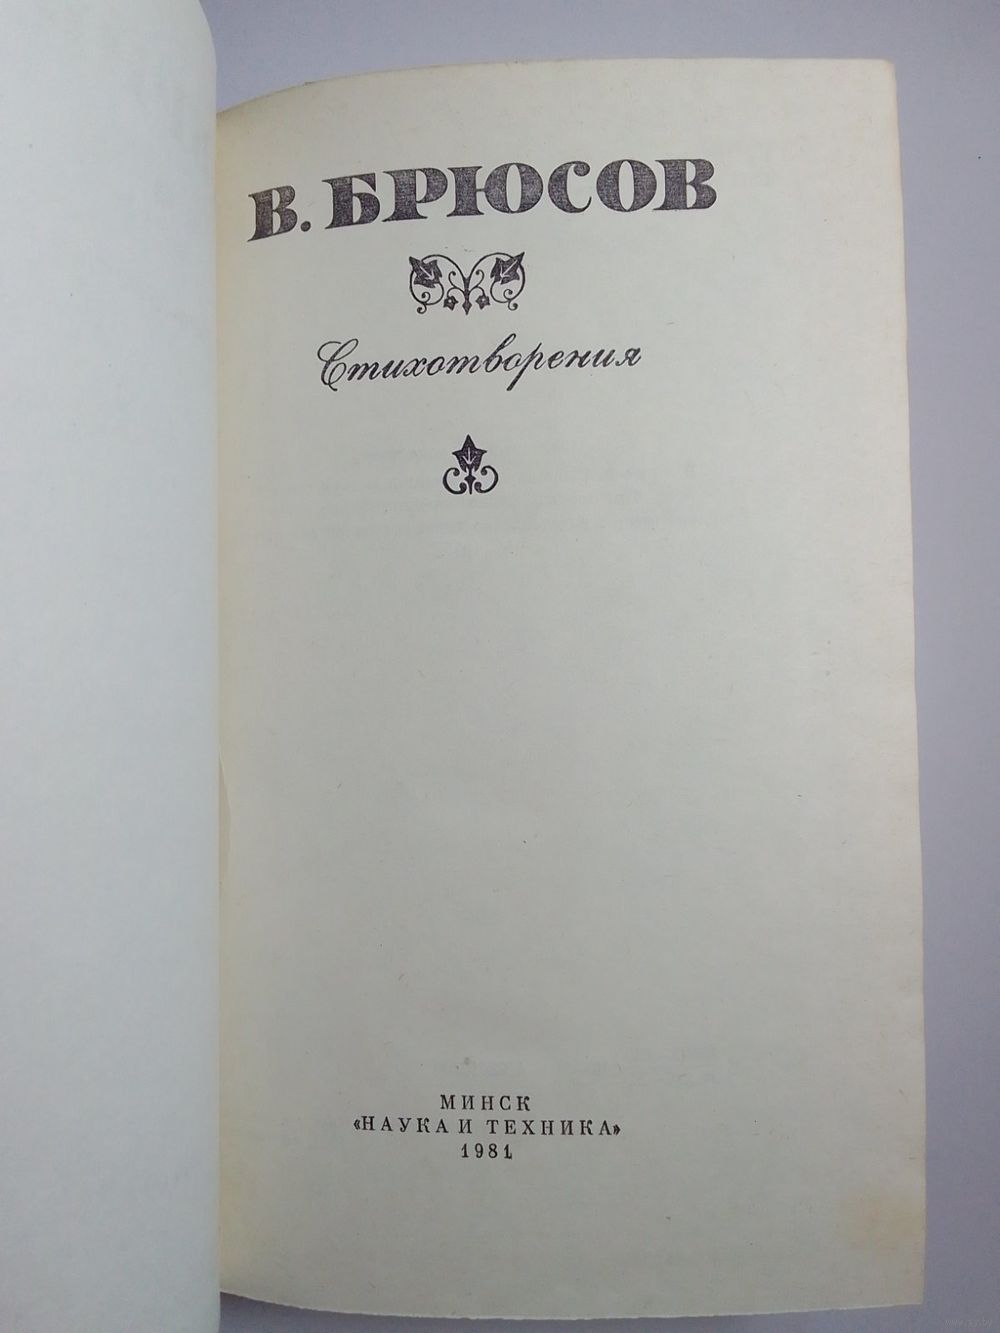 В. БРЮСОВ
Стихотворения
МИНСК
«НАУКА И ТЕХНИКА»
1981